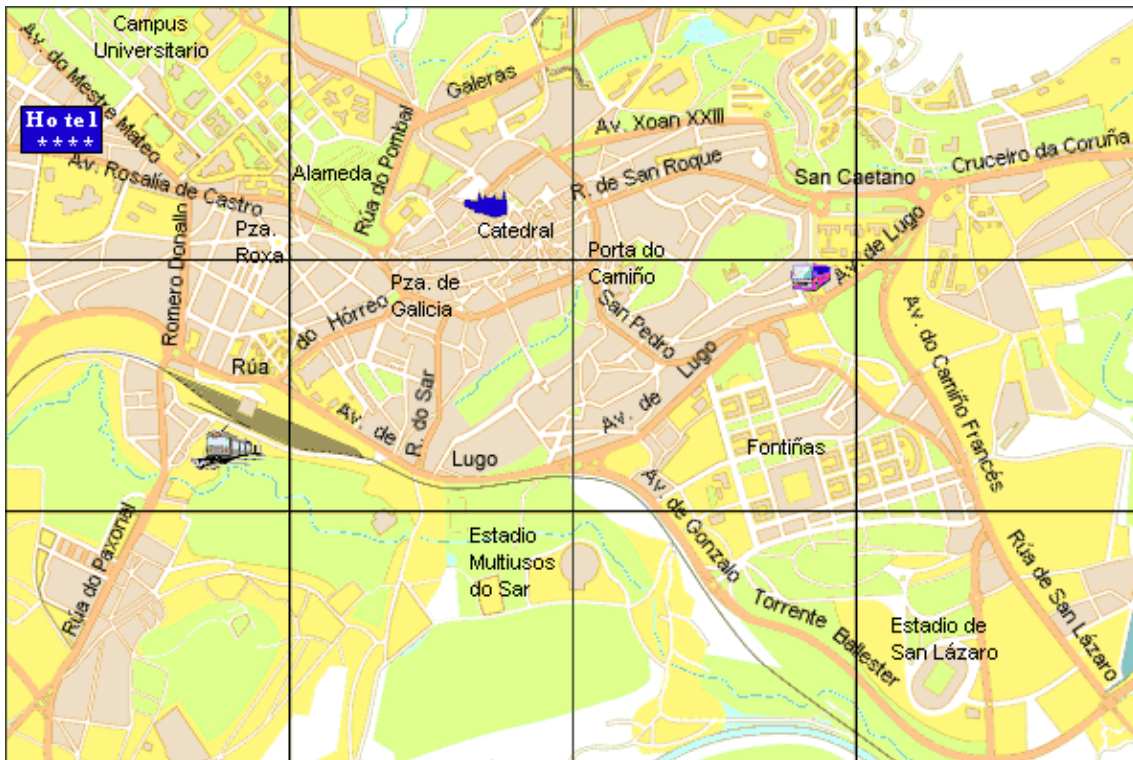 Campus
Universitario
Av. do Mestre Mateo
Hotel
****
Av. Rosalía de Castro
Galeras
Rúa do Pombal
Alameda
Catedral
Av. Xoan XXIII
R. de San Roque
San Caetano
Cruceiro da Coruña
Pza.
Roxa
Romero Donallo
Porta do
Camiño
Av. de Lugo
Pza. de
Galicia
San Pedro
Rúa
do Hórreo
Av. de
Lugo
R. do Sar
Av. de
Lugo
Fontiñas
Av. do Camiño Francés
Rúa do Paxonal
Estadio
Multiusos
do Sar
Av. de Gonzalo
Torrente
Ballester
Estadio de
San Lázaro
Rúa de San Lázaro